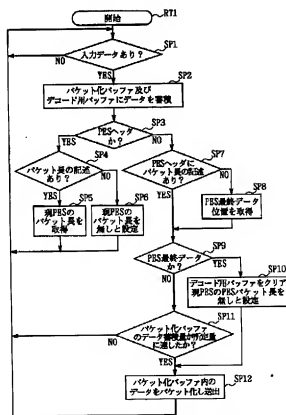 開始
RT1
SP1
入力データあり？
NO
YES
SP2
パケット化バッファ及び
デコード用バッファにデータを蓄積
SP3
PESヘッダ
か？
YES
NO
SP4
パケット長の記述
あり？
YES
NO
SP7
PESヘッダに
パケット長の記述
あり？
YES
NO
SP5
現PESの
パケット長を
取得
SP6
現PESの
パケット長を
無しと設定
SP8
PES最終データ
位置を取得
SP9
PES最終データ
か？
YES
NO
SP10
デコード用バッファをクリア
現PESのPESパケット長を
無しと設定
SP11
パケット化バッファ
のデータ蓄積量が所定量
に達したか？
NO
YES
SP12
パケット化バッファ内の
データをパケット化し送出